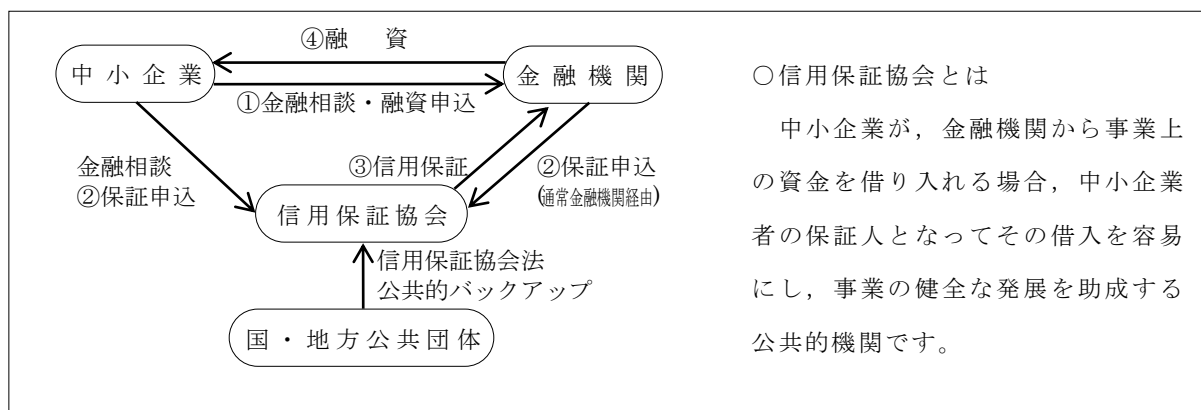 ④融　資
中小企業
金融機関
①金融相談・融資申込
金融相談
②保証申込
③信用保証
②保証申込
(通常金融機関経由)
信用保証協会
信用保証協会法
公共的バックアップ
国・地方公共団体
○信用保証協会とは
　中小企業が，金融機関から事業上
の資金を借り入れる場合，中小企業
者の保証人となってその借入を容易
にし，事業の健全な発展を助成する
公共的機関です。